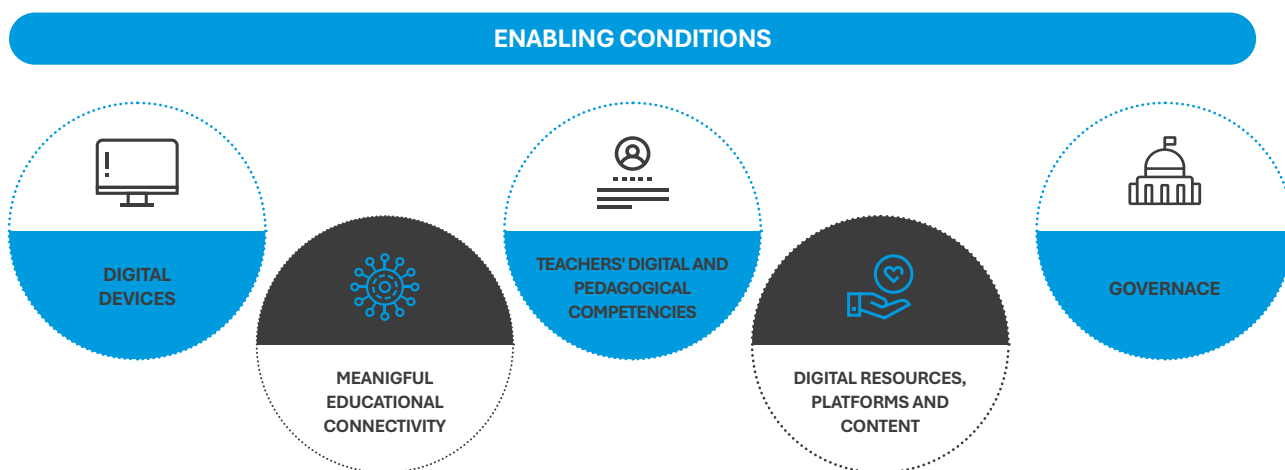 ENABLING CONDITIONS
DIGITAL
DEVICES
MEANIGFUL
EDUCATIONAL
CONNECTIVITY
TEACHERS' DIGITAL AND
PEDAGOGICAL
COMPETENCIES
DIGITAL RESOURCES,
PLATFORMS AND
CONTENT
GOVERNACE